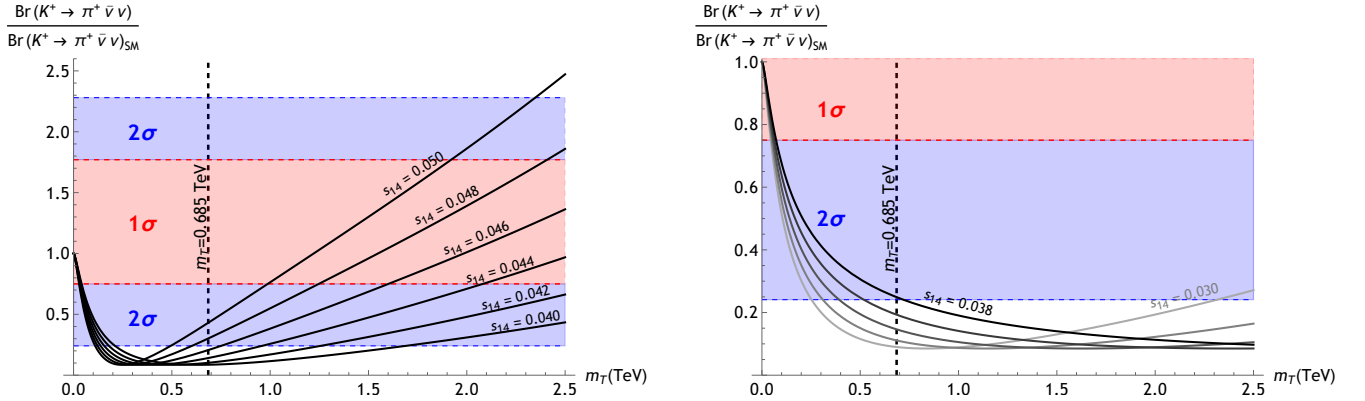 Br (K⁺ → π⁺ ν̄ ν)
Br (K⁺ → π⁺ ν̄ ν)SM
2.5
2.0
1.5
1.0
0.5
0.0
0.5
1.0
1.5
2.0
2.5
m_T(TeV)
2σ
1σ
2σ
m_T=0.685 TeV
s₁₄ = 0.050
s₁₄ = 0.048
s₁₄ = 0.046
s₁₄ = 0.044
s₁₄ = 0.042
s₁₄ = 0.040
Br (K⁺ → π⁺ ν̄ ν)
Br (K⁺ → π⁺ ν̄ ν)SM
1.0
0.8
0.6
0.4
0.2
0.0
0.5
1.0
1.5
2.0
2.5
m_T(TeV)
1σ
2σ
m_T=0.685 TeV
s₁₄ = 0.038
s₁₄ = 0.030